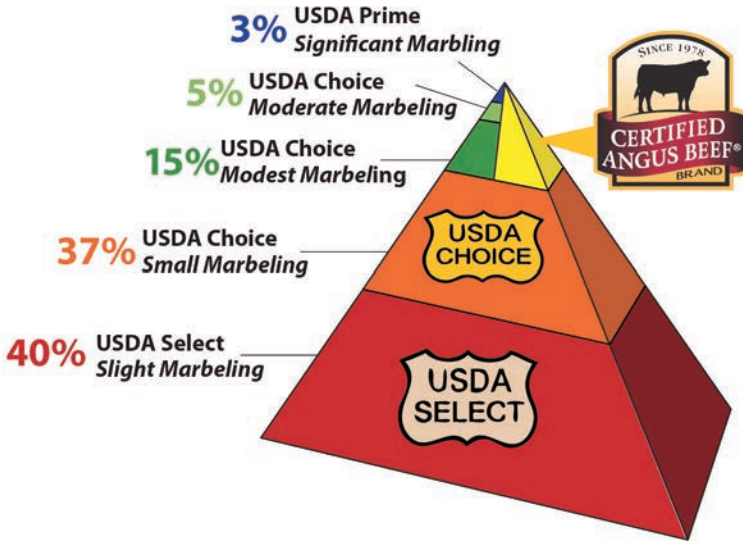 3% USDA Prime
Significant Marbling
5% USDA Choice
Moderate Marbeling
15% USDA Choice
Modest Marbeling
37% USDA Choice
Small Marbeling
40% USDA Select
Slight Marbeling
SINCE 1978
CERTIFIED
ANGUS BEEF®
BRAND
USDA
CHOICE
USDA
SELECT